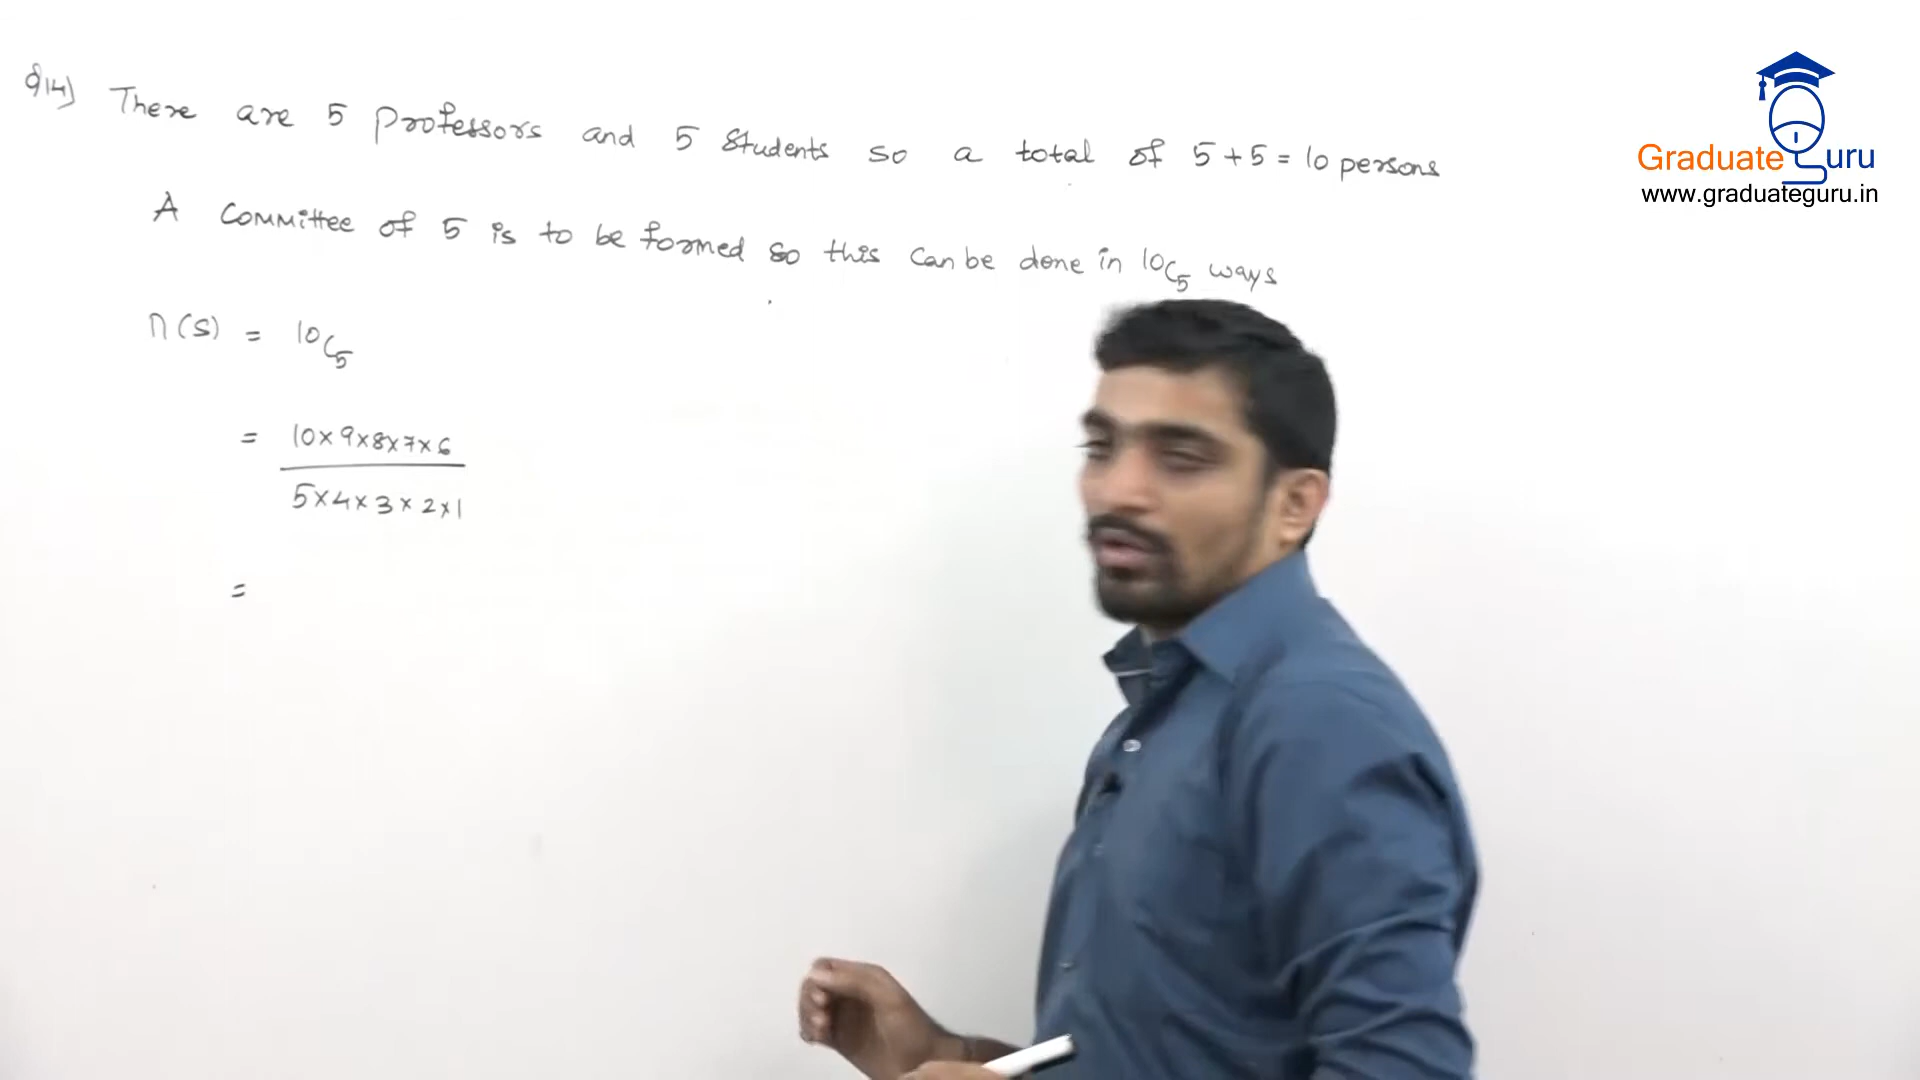 Q14) There are 5 Professors and 5 Students so a total of 5 + 5 = 10 persons
A Committee of 5 is to be formed so this can be done in 10C5 ways
n(S) = 10C5
= 10×9×8×7×6
5×4×3×2×1
=
Graduate Guru
www.graduateguru.in